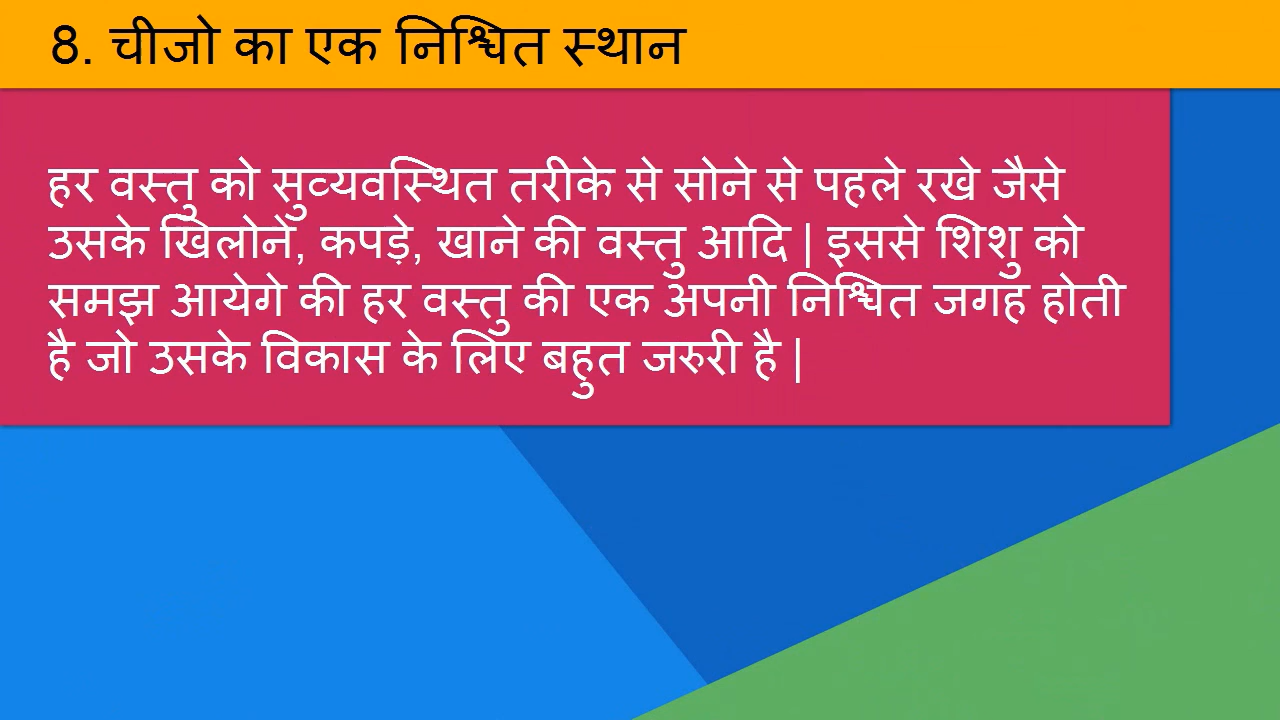 8. चीजो का एक निश्चित स्थान
हर वस्तु को सुव्यवस्थित तरीके से सोने से पहले रखे जैसे
उसके खिलोने, कपड़े, खाने की वस्तु आदि | इससे शिशु को
समझ आयेगे की हर वस्तु की एक अपनी निश्चित जगह होती
है जो उसके विकास के लिए बहुत जरुरी है |